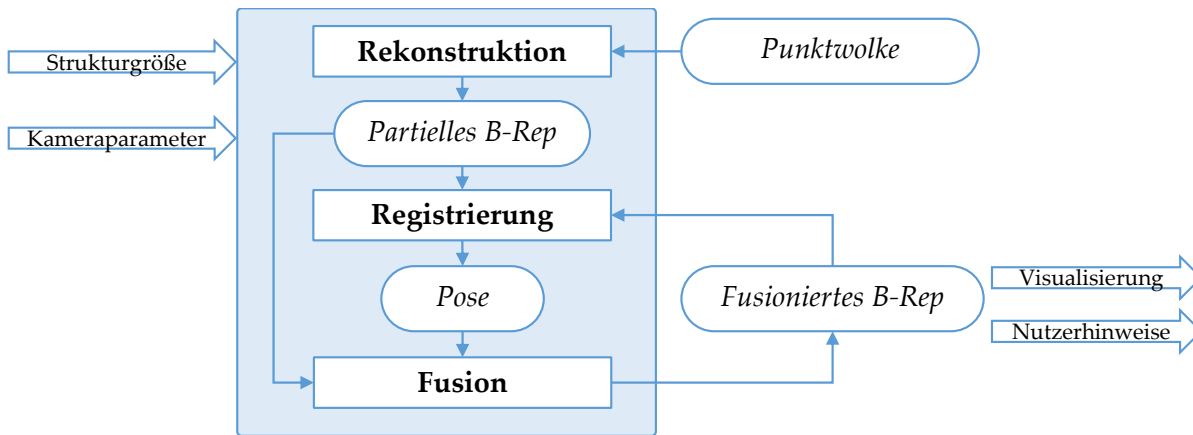 Rekonstruktion
Punktwolke
Strukturgröße
Kameraparameter
Partielles B-Rep
Registrierung
Pose
Fusioniertes B-Rep
Visualisierung
Nutzerhinweise
Fusion